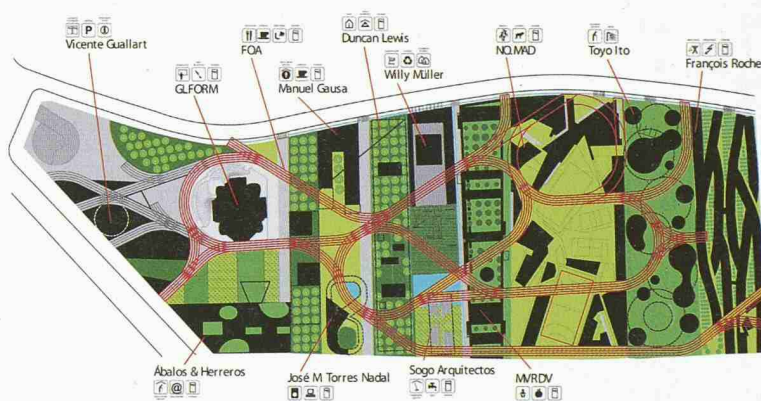 Vicente Guallart
GLFORM
FOA
Manuel Gausa
Duncan Lewis
Willy Müller
NO.MAD
Toyo Ito
François Roche
Ábalos & Herreros
José M Torres Nadal
Sogo Arquitectos
MVRDV